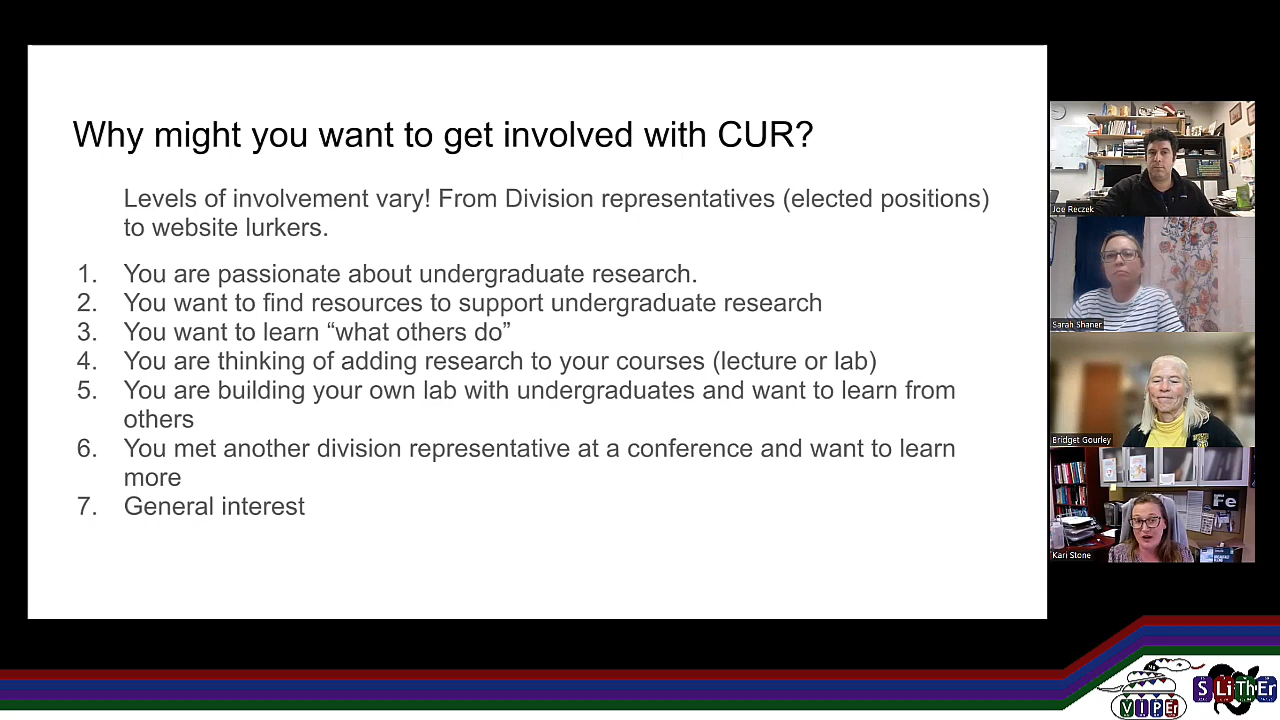 Why might you want to get involved with CUR?
Levels of involvement vary! From Division representatives (elected positions)
to website lurkers.
1. You are passionate about undergraduate research.
2. You want to find resources to support undergraduate research
3. You want to learn “what others do”
4. You are thinking of adding research to your courses (lecture or lab)
5. You are building your own lab with undergraduates and want to learn from
others
6. You met another division representative at a conference and want to learn
more
7. General interest
Joe Reczek
Sarah Shaner
Bridget Gourley
Fe
Kari Stone
VIPEr
SLiThEr